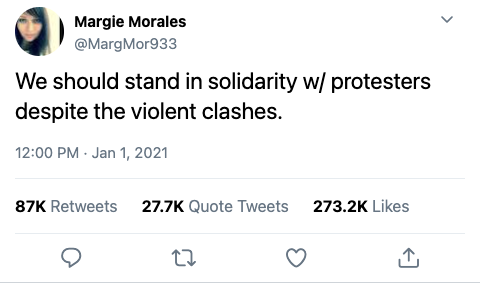 Margie Morales
@MargMor933
We should stand in solidarity w/ protesters
despite the violent clashes.
12:00 PM · Jan 1, 2021
87K Retweets 27.7K Quote Tweets 273.2K Likes